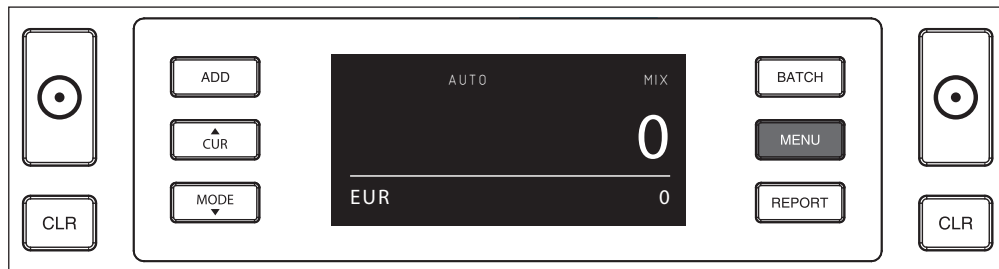 ADD
AUTO MIX
BATCH
0
CUR
MENU
MODE
EUR 0
REPORT
CLR
CLR